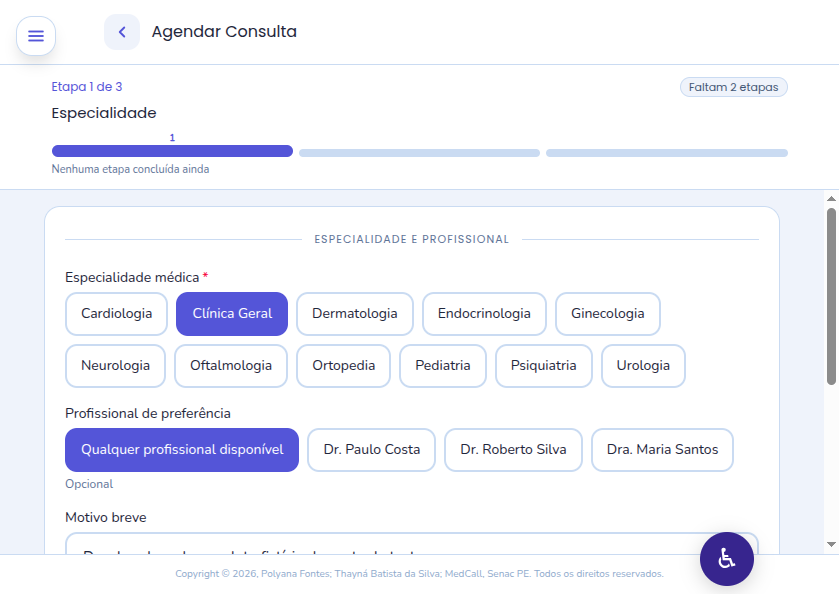 Agendar Consulta
Etapa 1 de 3
Faltam 2 etapas
Especialidade
1
Nenhuma etapa concluída ainda
ESPECIALIDADE E PROFISSIONAL
Especialidade médica *
Cardiologia Clínica Geral Dermatologia Endocrinologia Ginecologia
Neurologia Oftalmologia Ortopedia Pediatria Psiquiatria Urologia
Profissional de preferência
Qualquer profissional disponível Dr. Paulo Costa Dr. Roberto Silva Dra. Maria Santos
Opcional
Motivo breve
Copyright © 2026, Polyana Fontes; Thayná Batista da Silva; MedCall, Senac PE. Todos os direitos reservados.